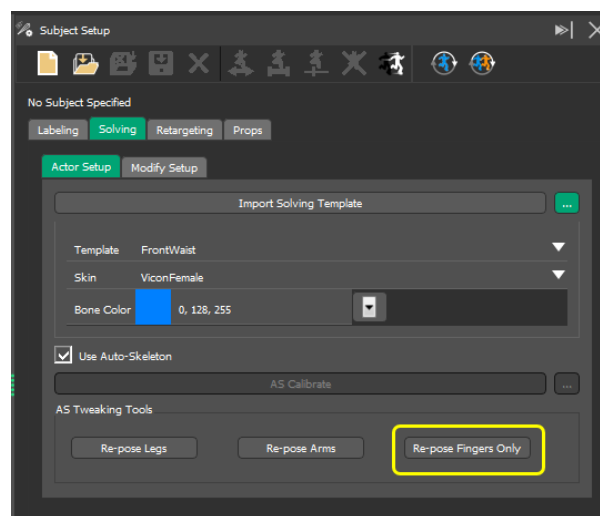 Subject Setup
No Subject Specified
Labeling Solving Retargeting Props
Actor Setup Modify Setup
Import Solving Template ...
Template FrontWaist
Skin ViconFemale
Bone Color 0, 128, 255
Use Auto-Skeleton
AS Calibrate ...
AS Tweaking Tools
Re-pose Legs Re-pose Arms Re-pose Fingers Only